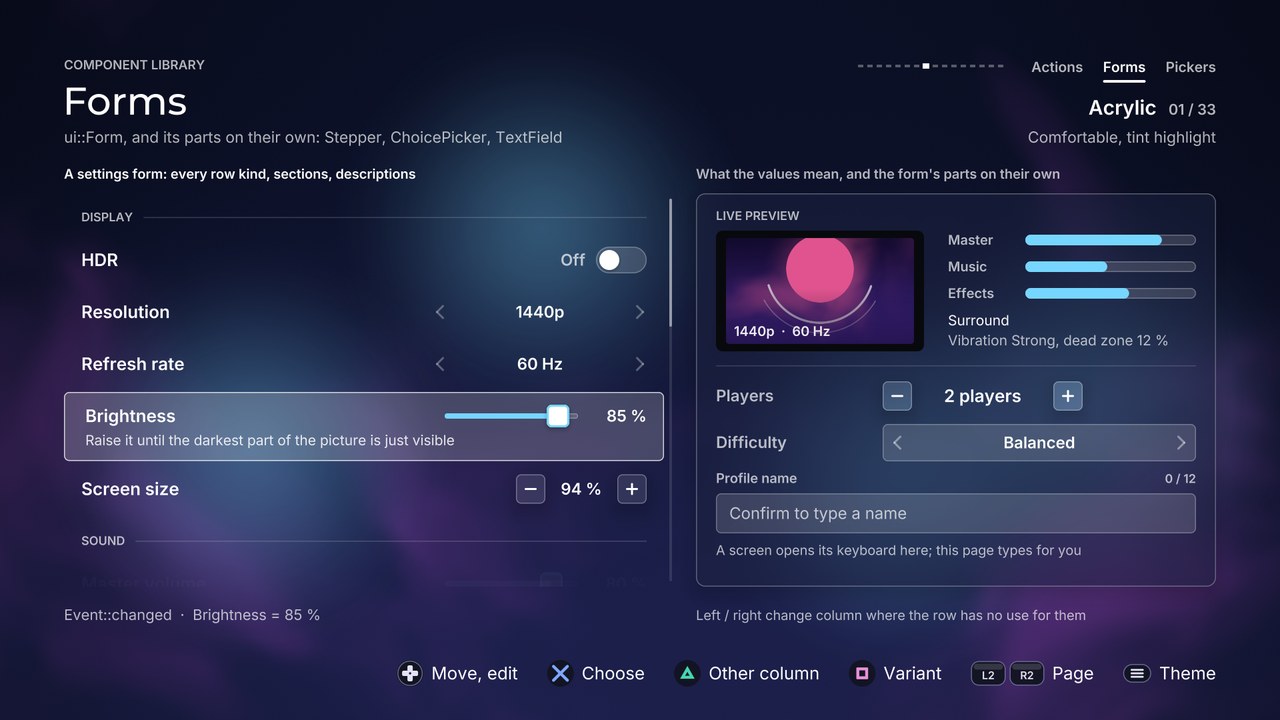 COMPONENT LIBRARY
Forms
ui::Form, and its parts on their own: Stepper, ChoicePicker, TextField
Actions Forms Pickers
Acrylic 01 / 33
Comfortable, tint highlight
A settings form: every row kind, sections, descriptions
DISPLAY
HDR Off
Resolution 1440p
Refresh rate 60 Hz
Brightness 85 %
Raise it until the darkest part of the picture is just visible
Screen size 94 %
SOUND
Event::changed · Brightness = 85 %
What the values mean, and the form's parts on their own
LIVE PREVIEW
1440p · 60 Hz
Master
Music
Effects
Surround
Vibration Strong, dead zone 12 %
Players 2 players
Difficulty Balanced
Profile name 0 / 12
Confirm to type a name
A screen opens its keyboard here; this page types for you
Left / right change column where the row has no use for them
Move, edit Choose Other column Variant L2 R2 Page Theme